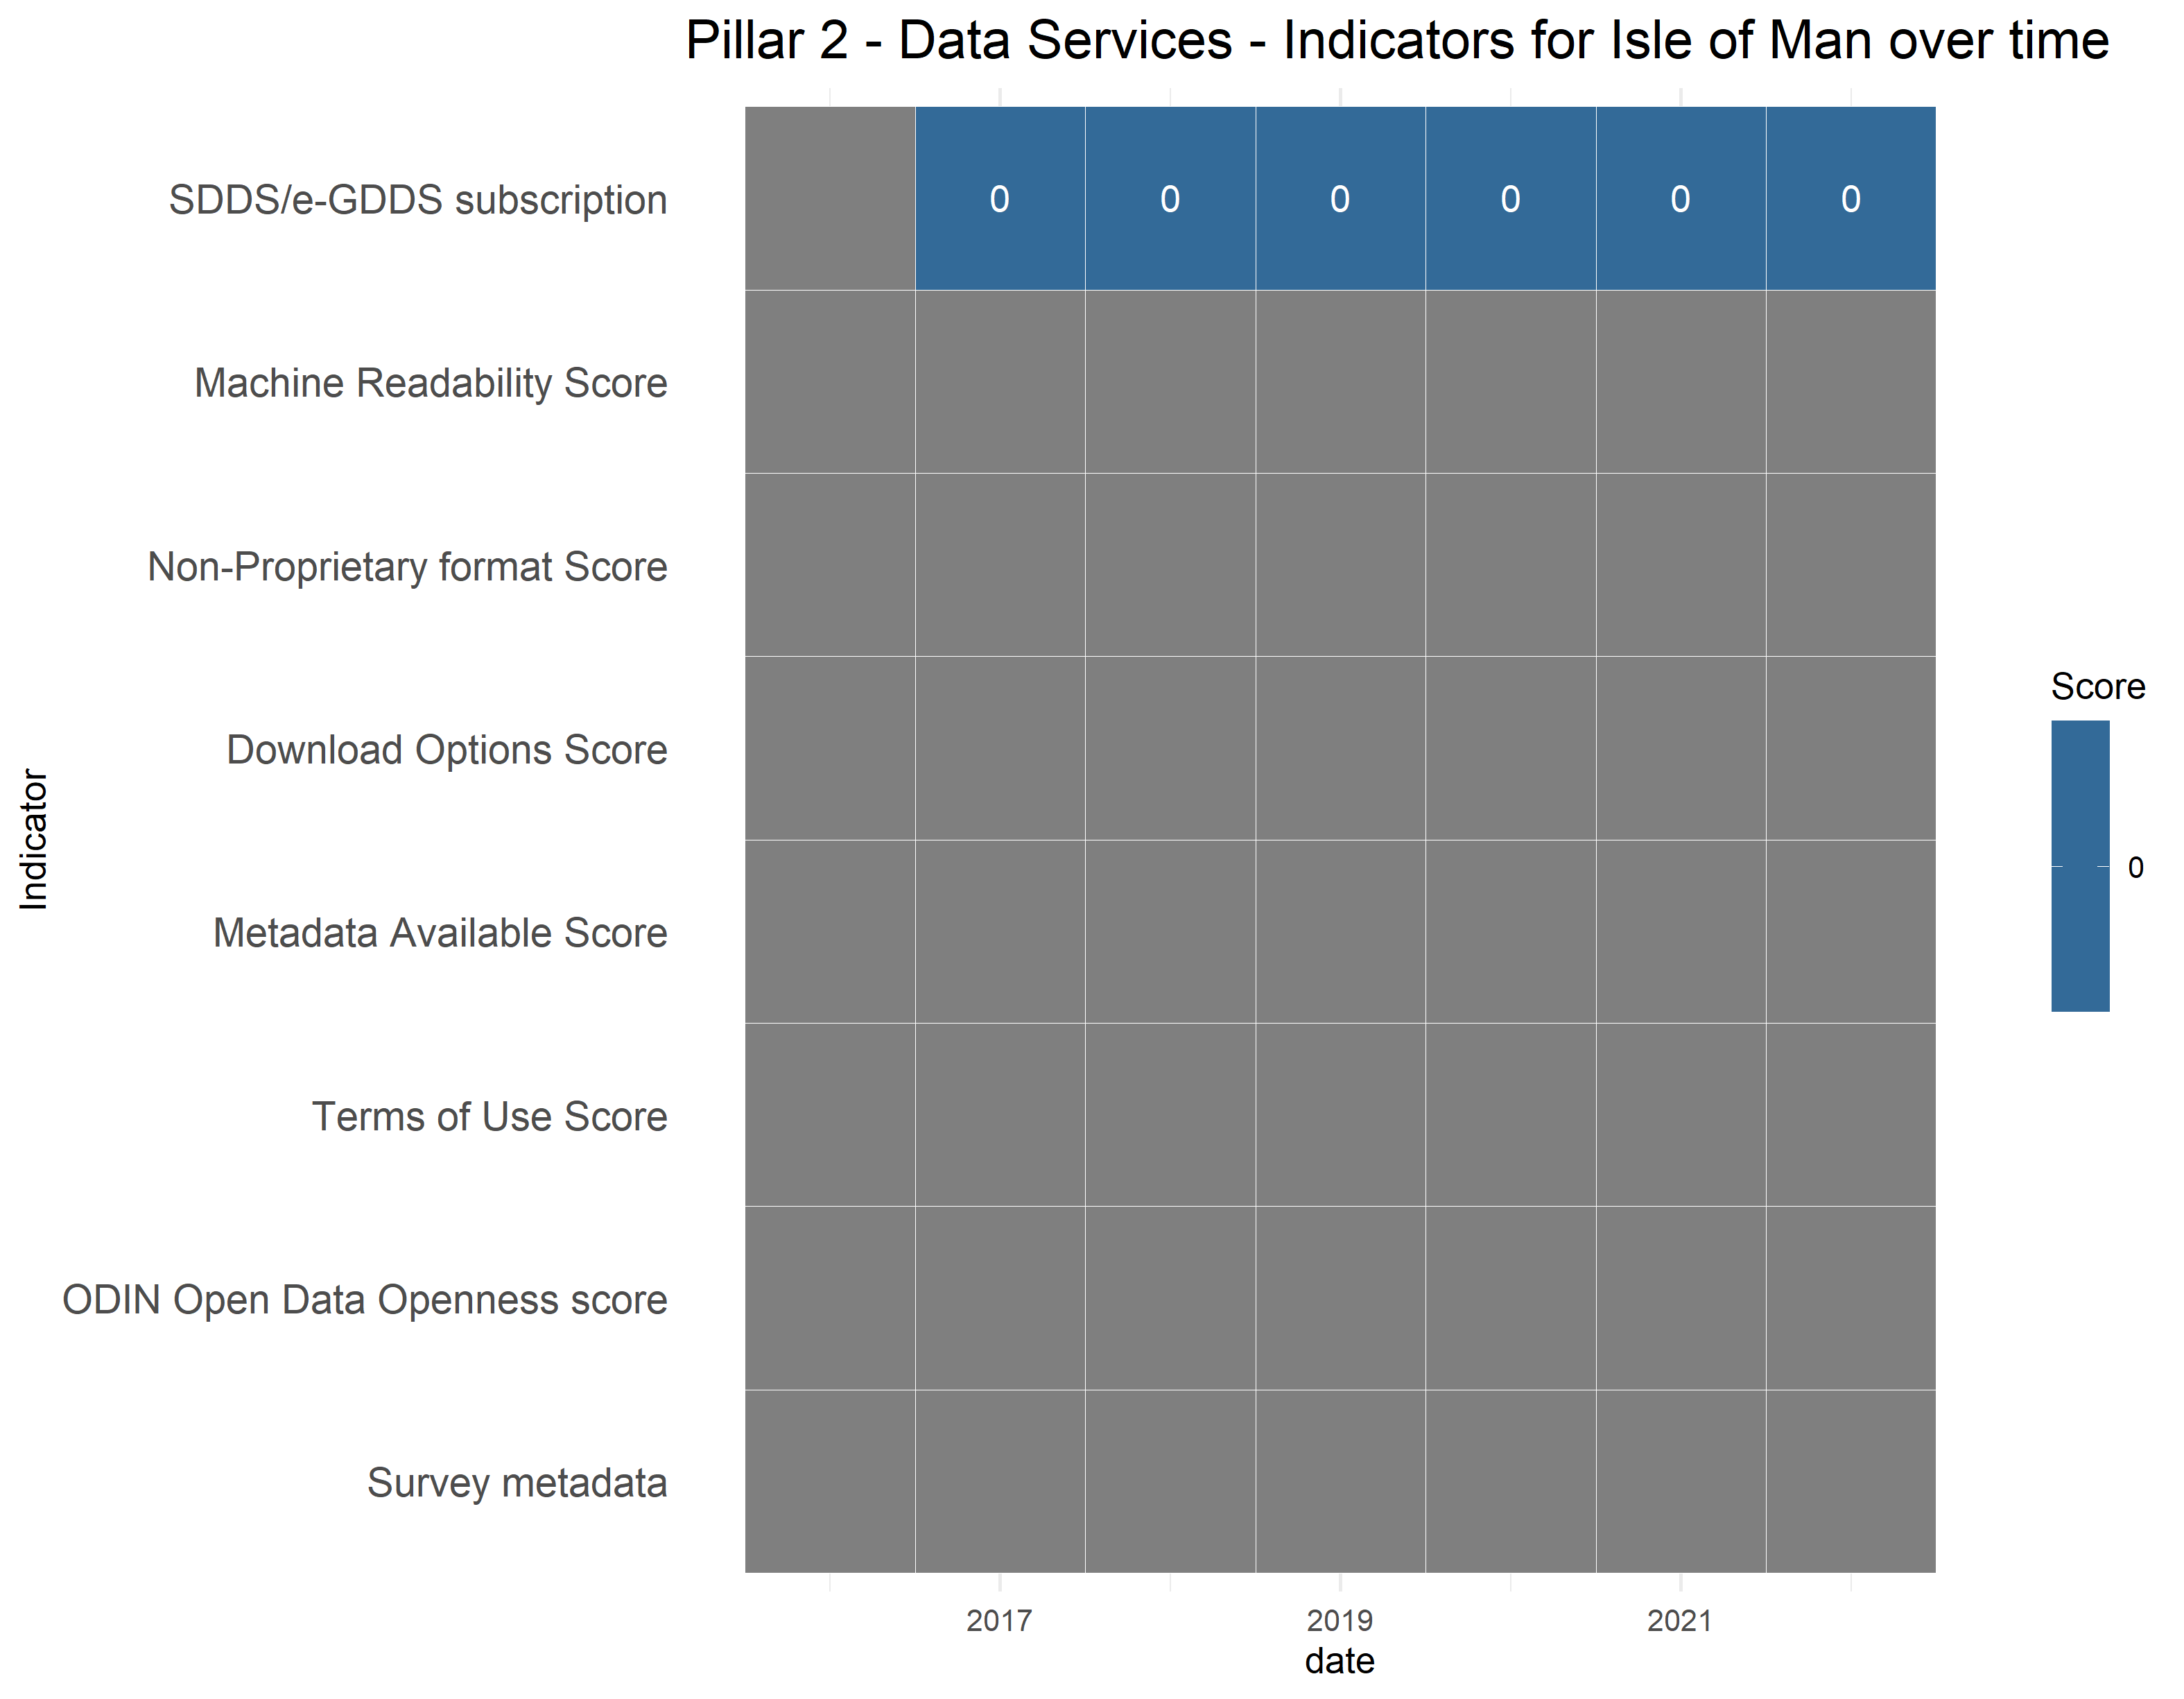 Pillar 2 - Data Services - Indicators for Isle of Man over time
SDDS/e-GDDS subscription
0 0 0 0 0 0
Machine Readability Score
Non-Proprietary format Score
Download Options Score
Metadata Available Score
Terms of Use Score
ODIN Open Data Openness score
Survey metadata
Indicator
2017 2019 2021
date
Score
0